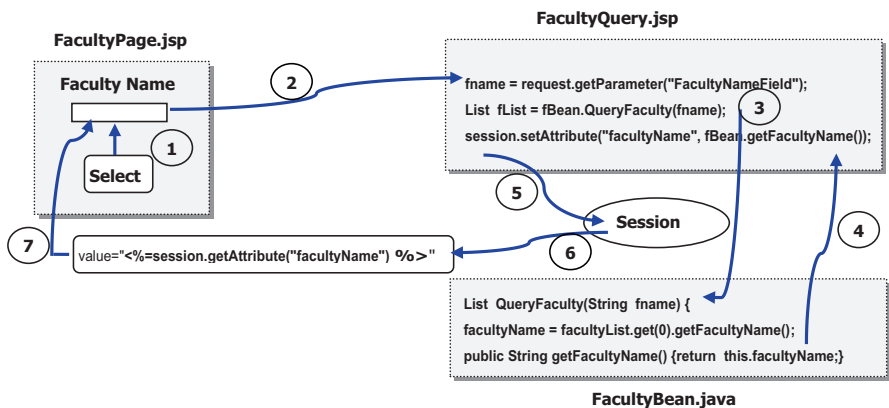 FacultyQuery.jsp
FacultyPage.jsp
Faculty Name
1
Select
2
fname = request.getParameter("FacultyNameField");
List fList = fBean.QueryFaculty(fname);
3
session.setAttribute("facultyName", fBean.getFacultyName());
5
Session
4
7
value="<%=session.getAttribute("facultyName") %>"
6
List QueryFaculty(String fname) {
facultyName = facultyList.get(0).getFacultyName();
public String getFacultyName() {return this.facultyName;}
FacultyBean.java